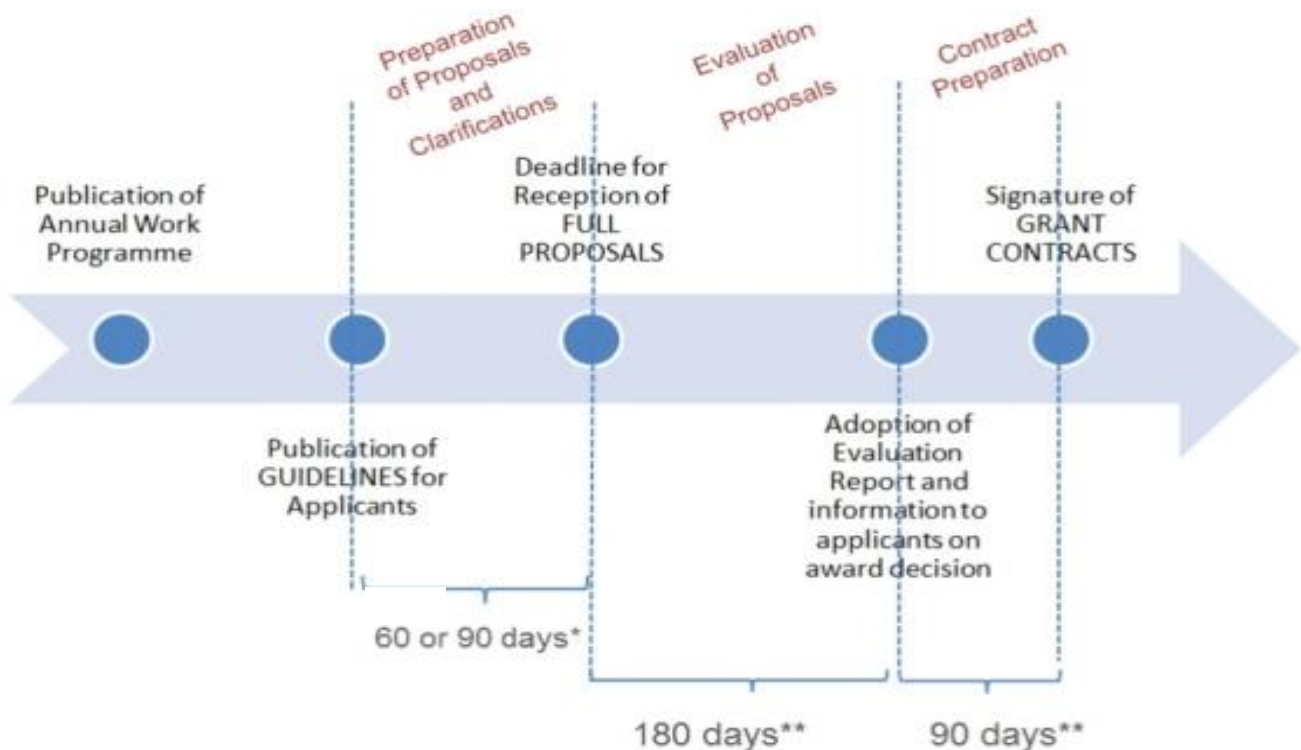 Preparation
of Proposals
and
Clarifications
Evaluation
of
Proposals
Contract
Preparation
Publication of
Annual Work
Programme
Deadline for
Reception of
FULL
PROPOSALS
Signature of
GRANT
CONTRACTS
Publication of
GUIDELINES for
Applicants
Adoption of
Evaluation
Report and
information to
applicants on
award decision
60 or 90 days*
180 days**
90 days**